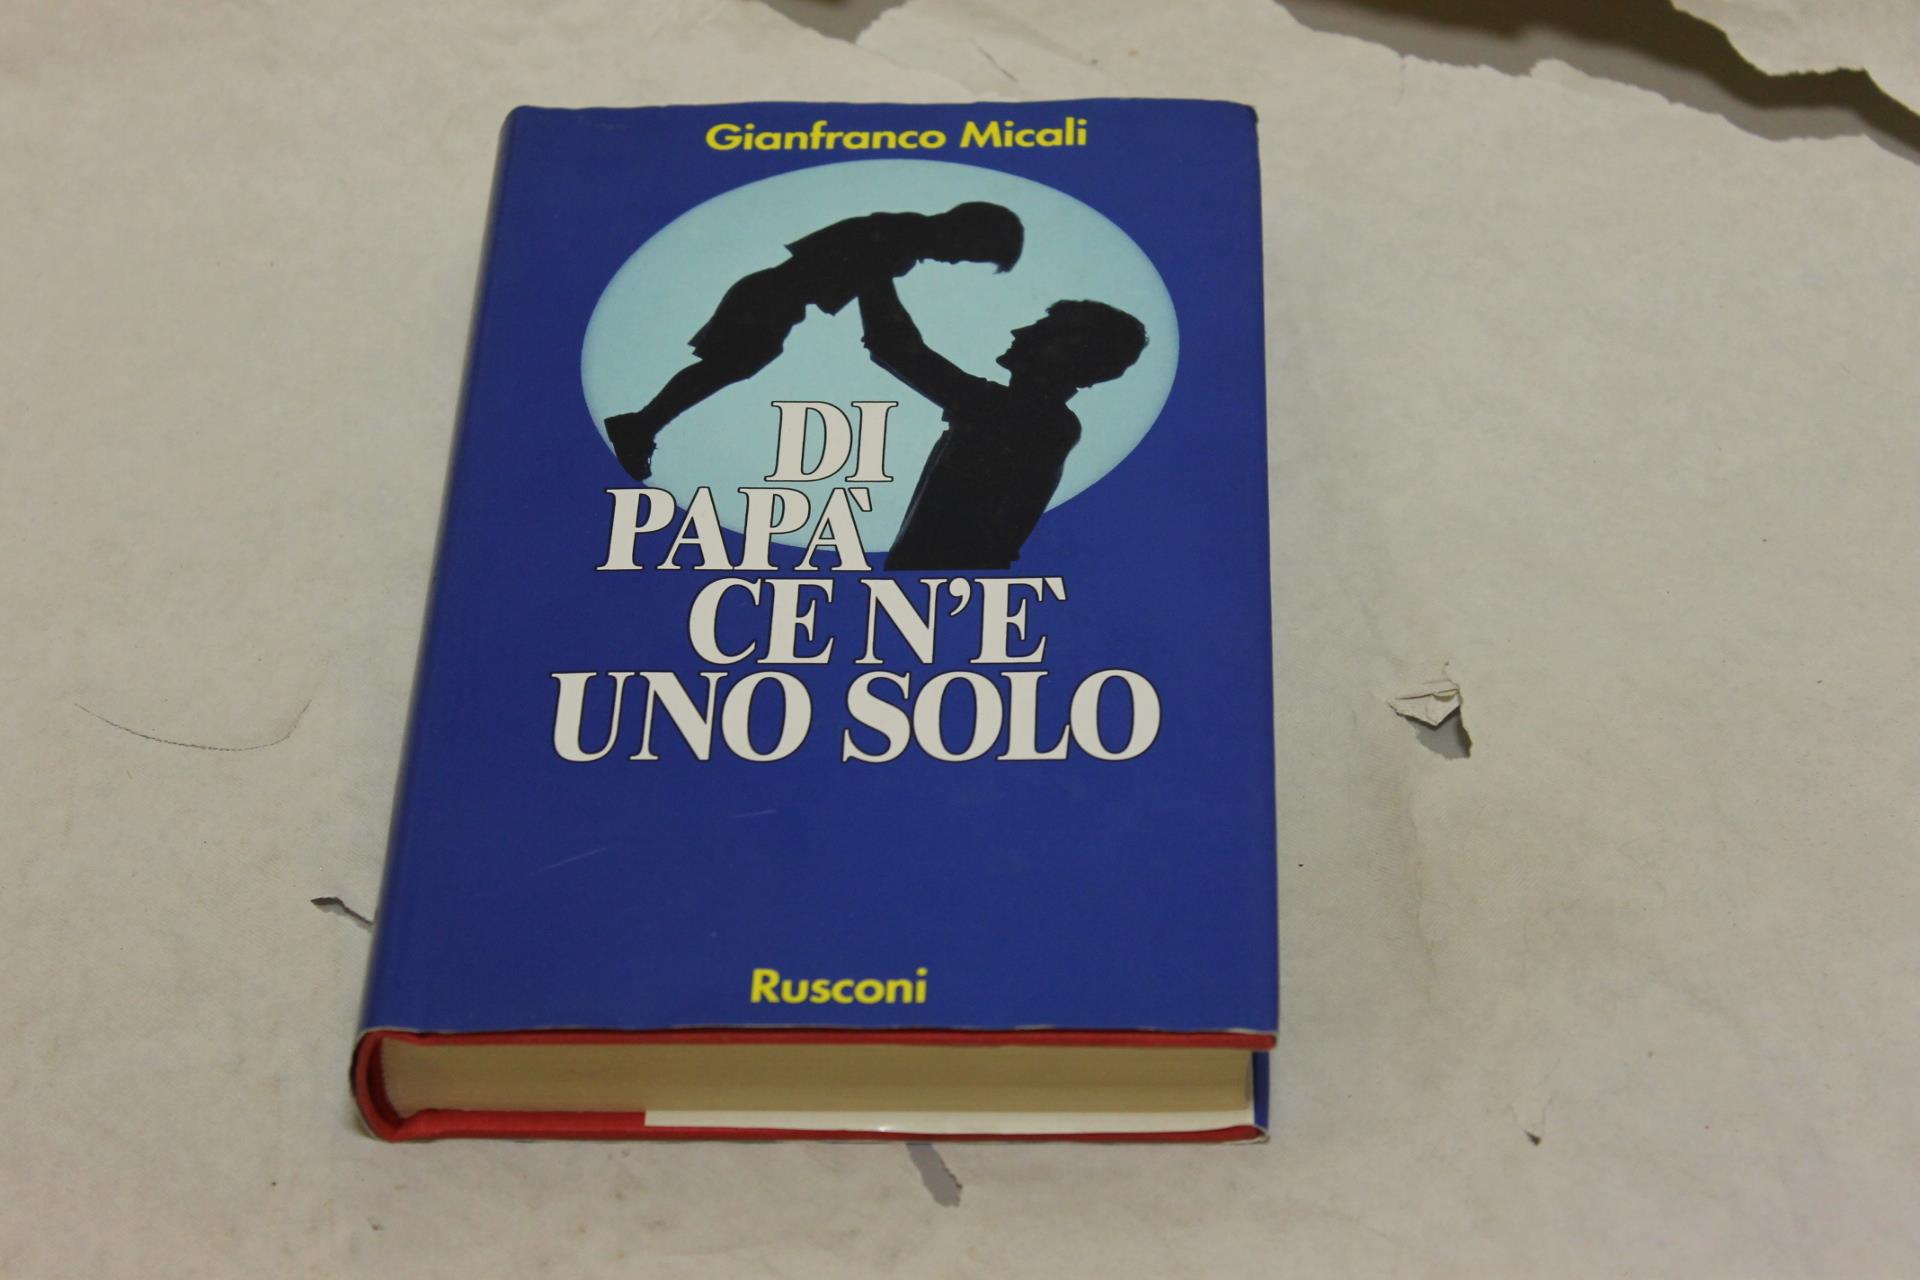 Gianfranco Micali
DI
PAPÀ
CE N'È
UNO SOLO
Rusconi